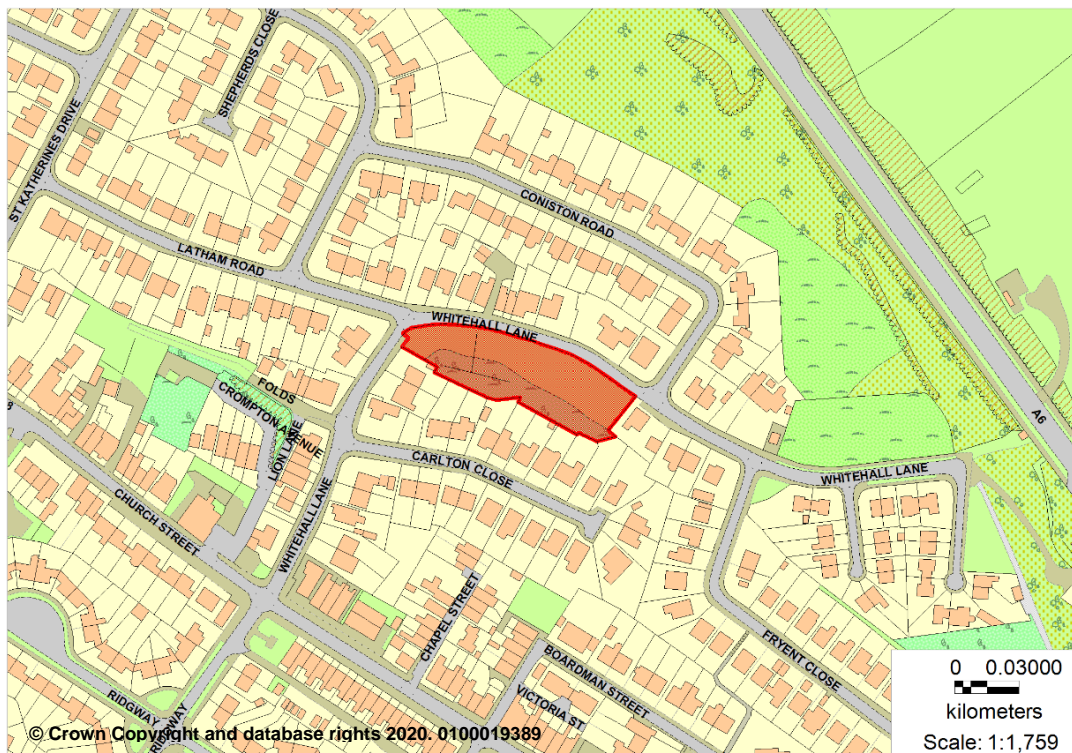 SHEPHERDS CLOSE
ST KATHERINES DRIVE
CONISTON ROAD
LATHAM ROAD
WHITEHALL LANE
A6
FOLDS
CROMPTON AVENUE
LION LANE
CARLTON CLOSE
WHITEHALL LANE
CHURCH STREET
WHITEHALL LANE
CHAPEL STREET
BOARDMAN STREET
FRYENT CLOSE
VICTORIA ST
RIDGWAY
RIDGWAY
0 0.03000
kilometers
Scale: 1:1,759
© Crown Copyright and database rights 2020. 0100019389